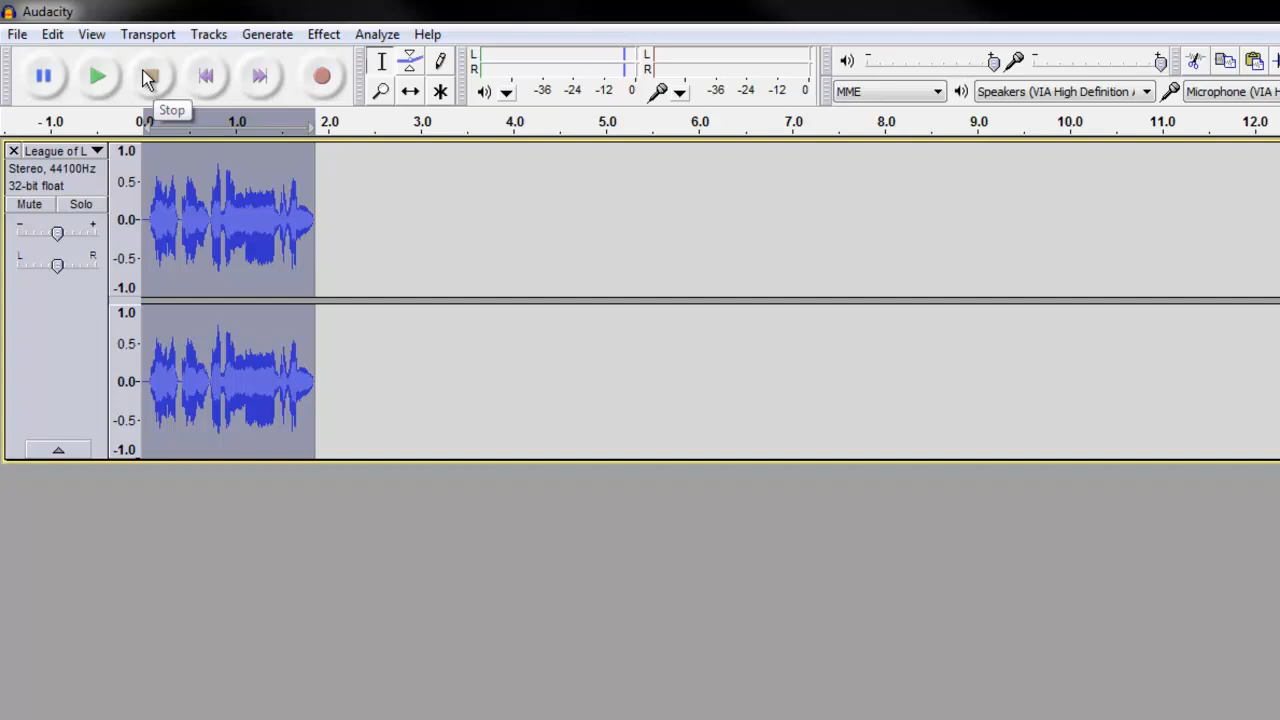 Audacity
File Edit View Transport Tracks Generate Effect Analyze Help
L
R
L
R
-36 -24 -12 0
-36 -24 -12 0
MME
Speakers (VIA High Definition A
Microphone (VIA H
Stop
-1.0 0.0 1.0 2.0 3.0 4.0 5.0 6.0 7.0 8.0 9.0 10.0 11.0 12.0
League of L
Stereo, 44100Hz
32-bit float
Mute Solo
- +
L R
1.0
0.5-
0.0-
-0.5-
-1.0
1.0
0.5-
0.0-
-0.5-
-1.0